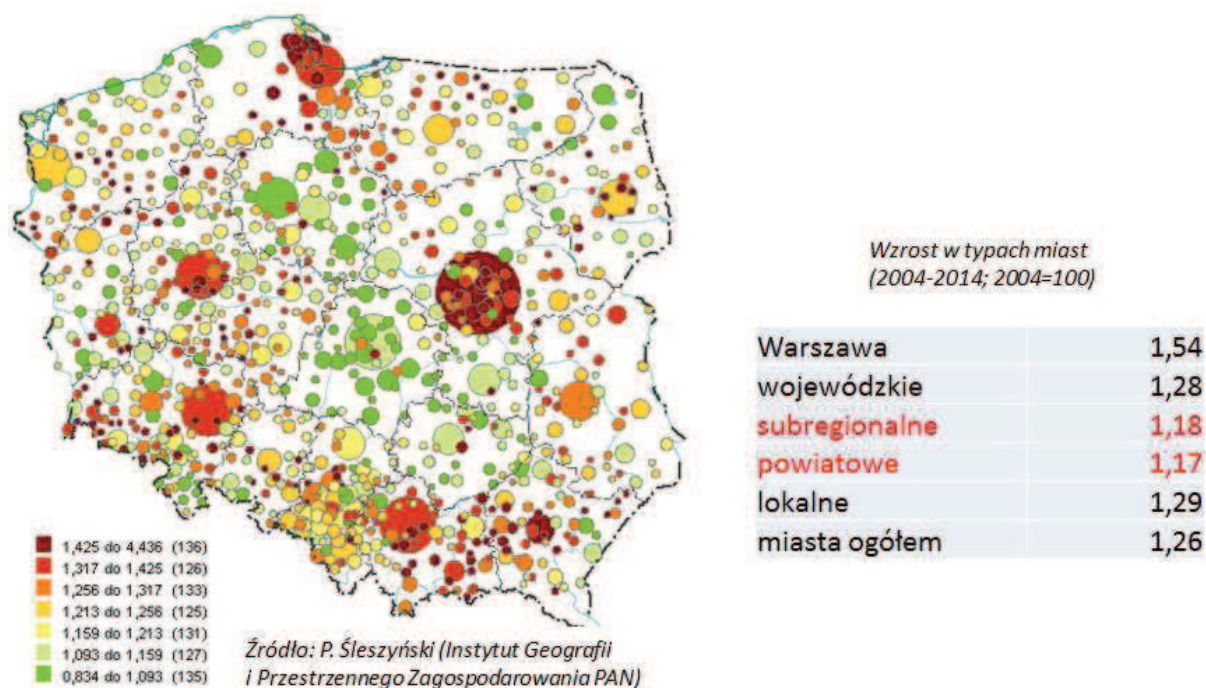 Wzrost w typach miast
(2004-2014; 2004=100)
Warszawa 1,54
wojewódzkie 1,28
subregionalne 1,18
powiatowe 1,17
lokalne 1,29
miasta ogółem 1,26
1,425 do 4,436 (136)
1,317 do 1,425 (126)
1,256 do 1,317 (133)
1,213 do 1,256 (125)
1,159 do 1,213 (131)
1,093 do 1,159 (127)
0,834 do 1,093 (135)
Źródło: P. Śleszyński (Instytut Geografii
i Przestrzennego Zagospodarowania PAN)